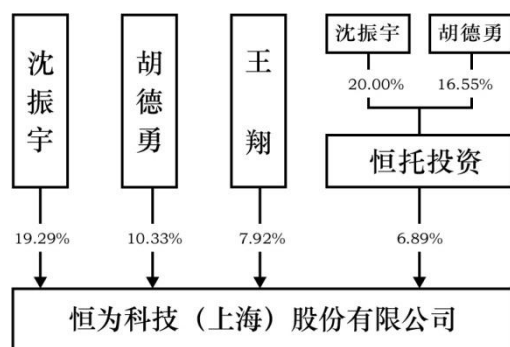 沈振宇
胡德勇
王翔
沈振宇
胡德勇
20.00%
16.55%
恒托投资
19.29%
10.33%
7.92%
6.89%
恒为科技（上海）股份有限公司